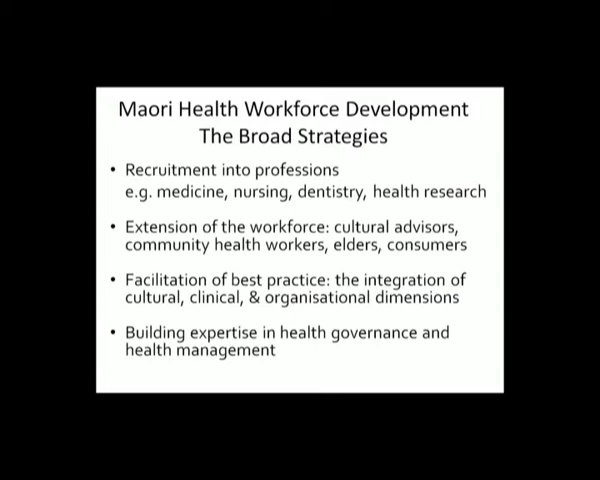 Maori Health Workforce Development
The Broad Strategies
• Recruitment into professions
e.g. medicine, nursing, dentistry, health research
• Extension of the workforce: cultural advisors,
community health workers, elders, consumers
• Facilitation of best practice: the integration of
cultural, clinical, & organisational dimensions
• Building expertise in health governance and
health management